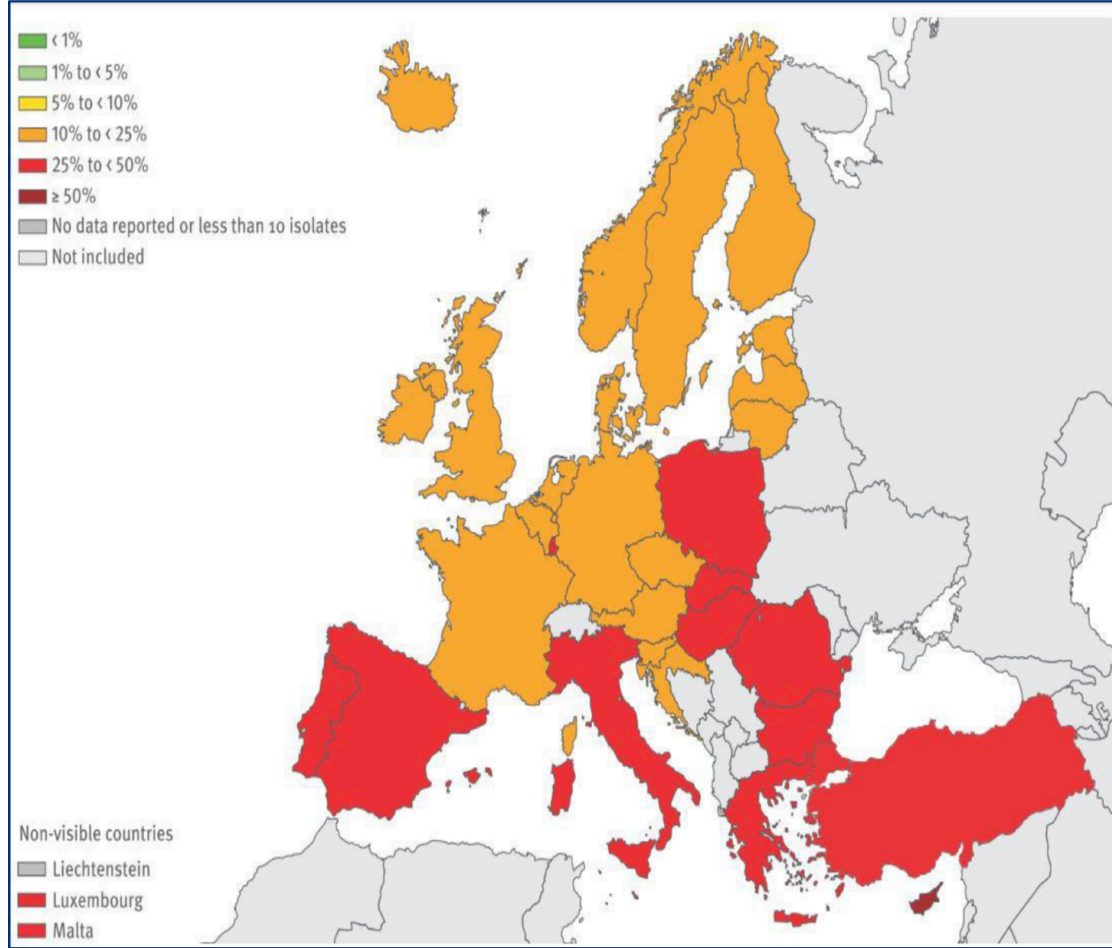 < 1%
1% to < 5%
5% to < 10%
10% to < 25%
25% to < 50%
≥ 50%
No data reported or less than 10 isolates
Not included
Non-visible countries
Liechtenstein
Luxembourg
Malta